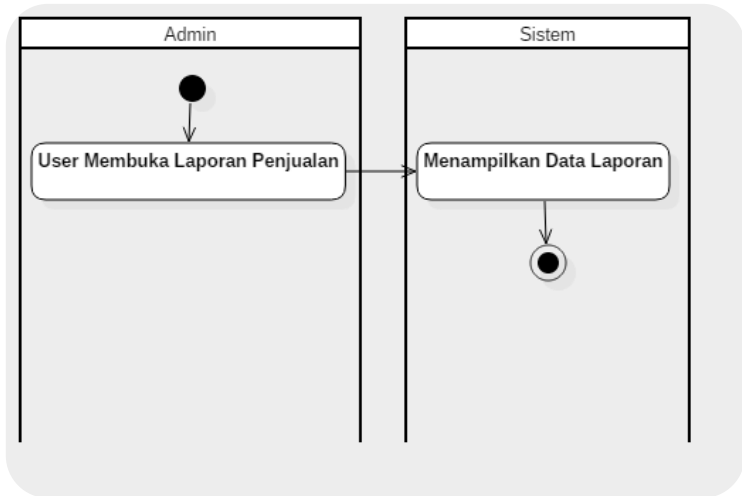 Admin
Sistem
User Membuka Laporan Penjualan
Menampilkan Data Laporan